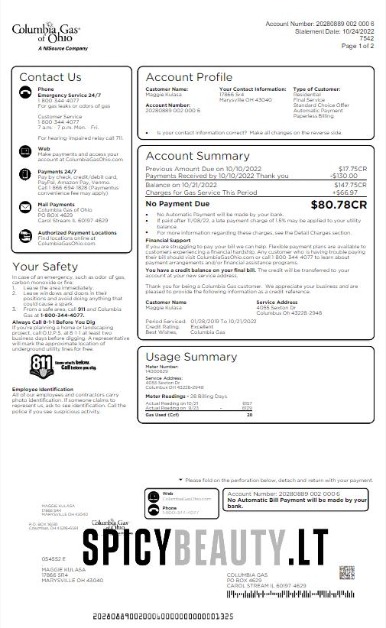 Columbia Gas
of Ohio
A NiSource Company
Account Number: 20280889 002 000 6
Statement Date: 10/24/2022
7542
Page 1 of 2
Contact Us
Phone
Emergency Service 24/7
1 800 344 4077
For gas leaks or odors of gas
Customer Service
1 800 344 4077
7 a.m. 7 p.m. Mon. Fri.
For hearing impaired relay call 711
Web
Make payments and access your
account at ColumbiaGasOhio.com
Payments 24/7
Pay by check, credit/debit card,
PayPal, Amazon Pay, Venmo.
Call 1 866 694 1828 (Payments
convenience fee may apply)
Mail Payments
Columbia Gas of Ohio
PO BOX 4629
Carol Stream IL 60197 4629
Authorized Payment Locations
Find locations online at
ColumbiaGasOhio.com
Your Safety
In case of an emergency, such as odor of gas,
carbon monoxide or fire:
1. Leave the area immediately.
2. Leave windows and doors in their
positions and avoid doing anything that
could cause a spark.
3. From a safe area, call 911 and Columbia
Gas at 1-800-344-4077.
Always Call 8 1 1 Before You Dig
If you're planning a home or landscaping
project, call O.U.P.S. at 8 1 1 at least two
business days before digging. A representative
will mark the approximate location of
underground utility lines for free.
811
Know what's below.
Call before you dig.
Employee Identification
All of our employees and contractors carry
photo identification. If someone claims to
represent us, ask to see identification. Call the
police if you see suspicious activity.
Account Profile
Customer Name:
Maggie Kulasa
Account Number:
20280889 002 000 6
Your Contact Information:
17866 Sr4
Marysville OH 43040
Type of Customer:
Residential
Final Service
Standard Choice Offer
Automatic Payment
Paperless Billing
• Is your contact information correct? Make all changes on the reverse side.
Account Summary
Previous Amount Due on 10/10/2022 $17.75CR
Payments Received by 10/10/2022 Thank you -$130.00
Balance on 10/21/2022 $147.75CR
Charges for Gas Service This Period +$66.97
No Payment Due $80.78CR
• No Automatic Payment will be made by your bank.
• If paid after 11/08/22, a late payment charge of 1.5% may be applied to your utility
balance.
• For more information regarding these charges, see the Detail Charges section.
Financial Support
If you are struggling to pay your bill we can help. Flexible payment plans are available to
customers experiencing a financial hardship. Any customer who is having trouble paying
their bill should visit ColumbiaGasOhio.com or call 1 800 344 4077 to learn about
payment arrangements and/or financial assistance programs.
You have a credit balance on your final bill. The credit will be transferred to your
account at your new service address.
Thank you for being a Columbia Gas customer. We appreciate your business and are
pleased to provide the following information as a credit reference.
Customer Name
Maggie Kulasa
Service Address
4055 Sexton Dr
Columbus OH 43228-2948
Period Serviced: 01/28/2013 To 10/21/2021
Credit Rating: Excellent
Best Wishes, Columbia Gas
Usage Summary
Meter Number:
Service Address:
4055 Sexton Dr
Columbus OH 43228-2948
Meter Readings - 28 Billing Days
Actual Reading on 10/21
Actual Reading on 9/23
Gas Used (Ccf) 28
Please fold on the perforation below, detach and return with your payment.
Columbia Gas
of Ohio
Web
ColumbiaGasOhio.com
Phone
1-800-344-4077
Account Number: 20280889 002 000 6
No Automatic Bill Payment will be made by your
bank.
MAGGIE KULASA
17866 SR4
MARYSVILLE OH 43040
SPICYBEAUTY.LT
MAGGIE KULASA
17866 SR4
MARYSVILLE OH 43040
COLUMBIA GAS
PO BOX 4629
CAROL STREAM IL 60197 4629